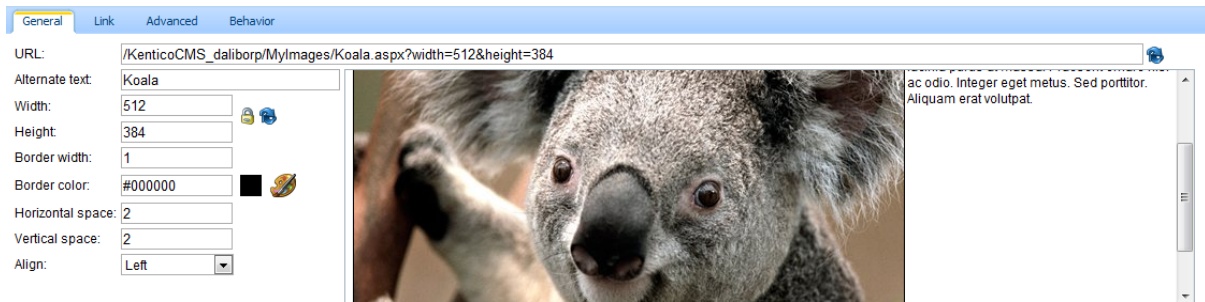 General Link Advanced Behavior
URL: /KenticoCMS_daliborp/MyImages/Koala.aspx?width=512&height=384
Alternate text: Koala
ac odio. Integer eget metus. Sed porttitor.
Aliquam erat volutpat.
Width: 512
Height: 384
Border width: 1
Border color: #000000
Horizontal space: 2
Vertical space: 2
Align: Left